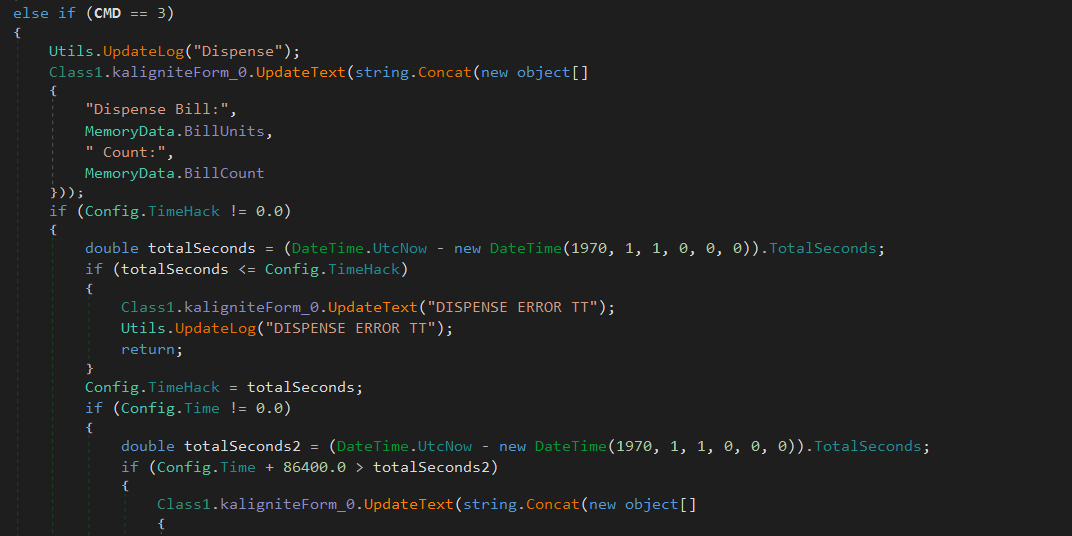 else if (CMD == 3)
{
Utils.UpdateLog("Dispense");
Class1.kaligniteForm_0.UpdateText(string.Concat(new object[]
{
"Dispense Bill:",
MemoryData.BillUnits,
" Count:",
MemoryData.BillCount
}));
if (Config.TimeHack != 0.0)
{
double totalSeconds = (DateTime.UtcNow - new DateTime(1970, 1, 1, 0, 0, 0)).TotalSeconds;
if (totalSeconds <= Config.TimeHack)
{
Class1.kaligniteForm_0.UpdateText("DISPENSE ERROR TT");
Utils.UpdateLog("DISPENSE ERROR TT");
return;
}
Config.TimeHack = totalSeconds;
if (Config.Time != 0.0)
{
double totalSeconds2 = (DateTime.UtcNow - new DateTime(1970, 1, 1, 0, 0, 0)).TotalSeconds;
if (Config.Time + 86400.0 > totalSeconds2)
{
Class1.kaligniteForm_0.UpdateText(string.Concat(new object[]
{